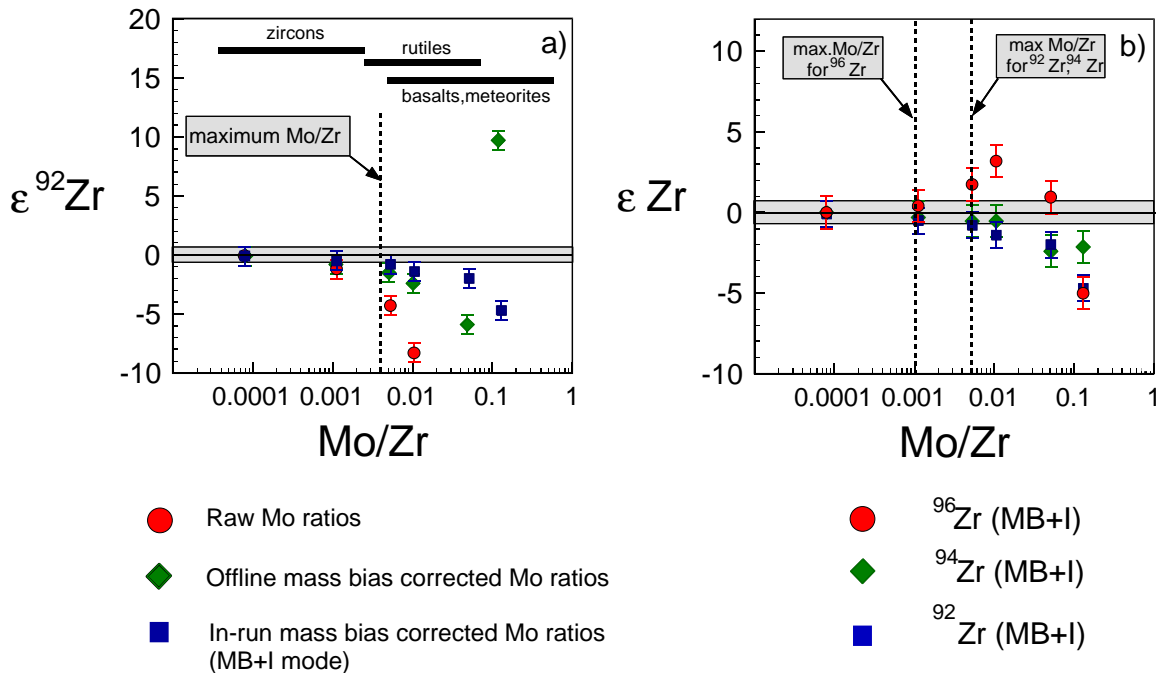 a)
zircons
rutiles
basalts,meteorites
maximum Mo/Zr
ε ⁹²Zr
20
15
10
5
0
-5
-10
0.0001 0.001 0.01 0.1 1
Mo/Zr
b)
max.Mo/Zr
for ⁹⁶Zr
max Mo/Zr
for ⁹²Zr, ⁹⁴Zr
ε Zr
10
5
0
-5
-10
0.0001 0.001 0.01 0.1 1
Mo/Zr
Raw Mo ratios
Offline mass bias corrected Mo ratios
In-run mass bias corrected Mo ratios
(MB+I mode)
⁹⁶Zr (MB+I)
⁹⁴Zr (MB+I)
⁹²Zr (MB+I)